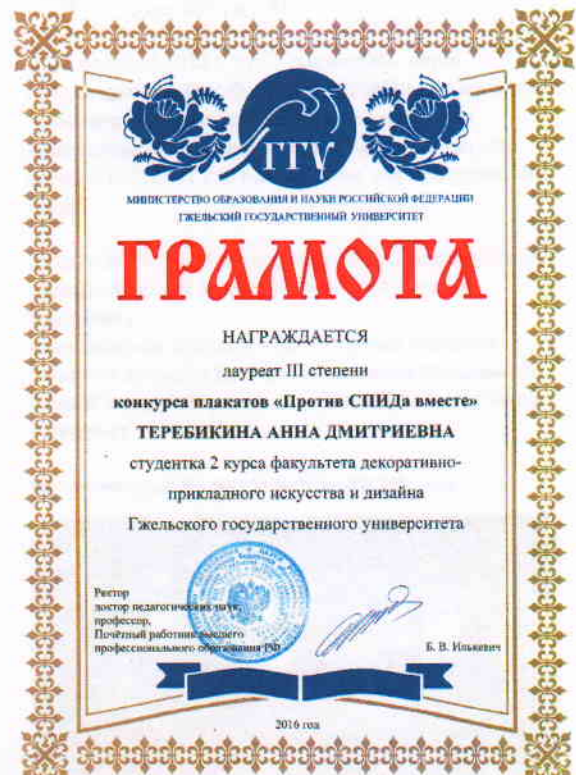 ГГУ
МИНИСТЕРСТВО ОБРАЗОВАНИЯ И НАУКИ РОССИЙСКОЙ ФЕДЕРАЦИИ
ГЖЕЛЬСКИЙ ГОСУДАРСТВЕННЫЙ УНИВЕРСИТЕТ
ГРАМОТА
НАГРАЖДАЕТСЯ
лауреат III степени
конкурса плакатов «Против СПИДа вместе»
ТЕРЕБИКИНА АННА ДМИТРИЕВНА
студентка 2 курса факультета декоративно-
прикладного искусства и дизайна
Гжельского государственного университета
Ректор
доктор педагогических наук,
профессор,
Почётный работник высшего
профессионального образования РФ
Б. В. Илькевич
2016 год